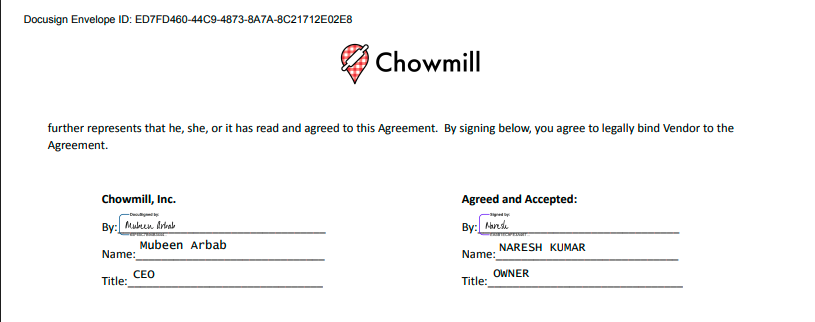 Docusign Envelope ID: ED7FD460-44C9-4873-8A7A-8C21712E02E8
Chowmill
further represents that he, she, or it has read and agreed to this Agreement.  By signing below, you agree to legally bind Vendor to the
Agreement.
Chowmill, Inc.
DocuSigned by:
By: Mubeen Arbab
Name: Mubeen Arbab
Title: CEO
Agreed and Accepted:
Signed by:
By: Naresh
Name: NARESH KUMAR
Title: OWNER